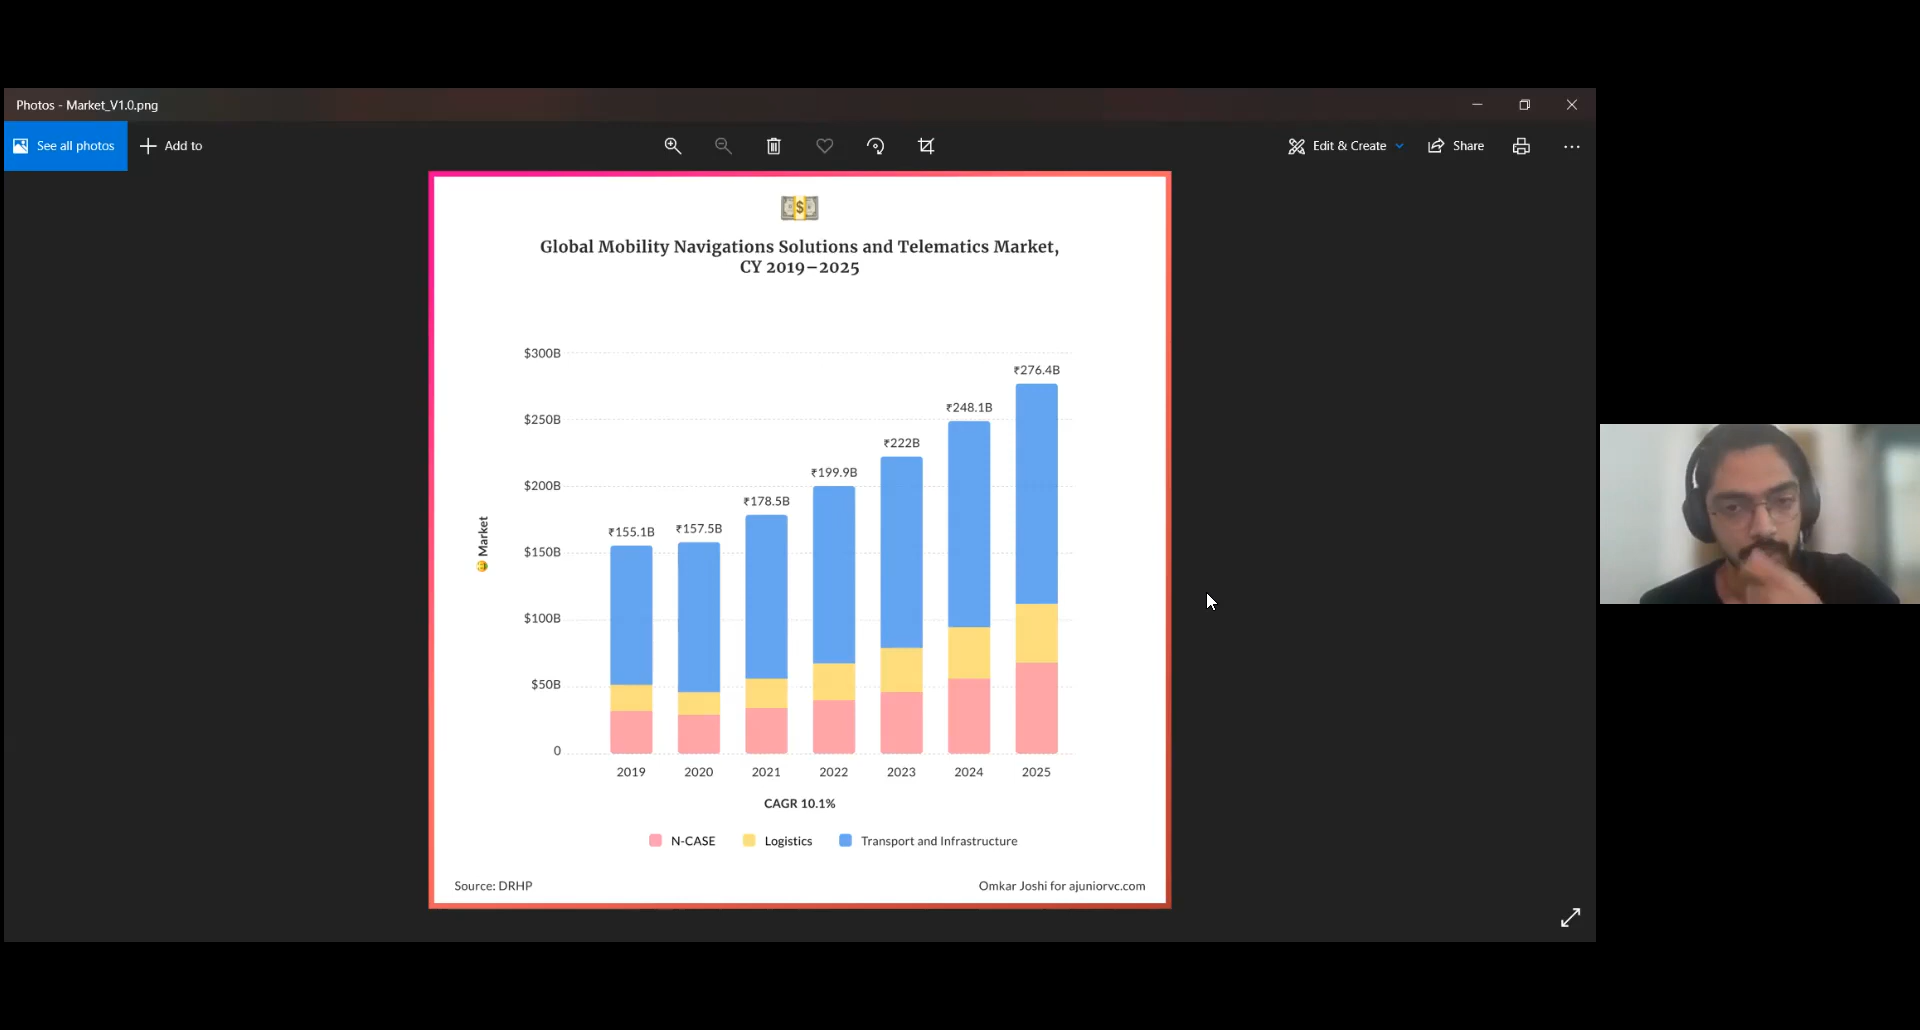 Photos - Market_V1.0.png
See all photos
Add to
Edit & Create
Share
Global Mobility Navigations Solutions and Telematics Market,
CY 2019–2025
Market
$300B
$250B
$200B
$150B
$100B
$50B
0
₹155.1B
₹157.5B
₹178.5B
₹199.9B
₹222B
₹248.1B
₹276.4B
2019 2020 2021 2022 2023 2024 2025
CAGR 10.1%
N-CASE Logistics Transport and Infrastructure
Source: DRHP
Omkar Joshi for ajuniorvc.com